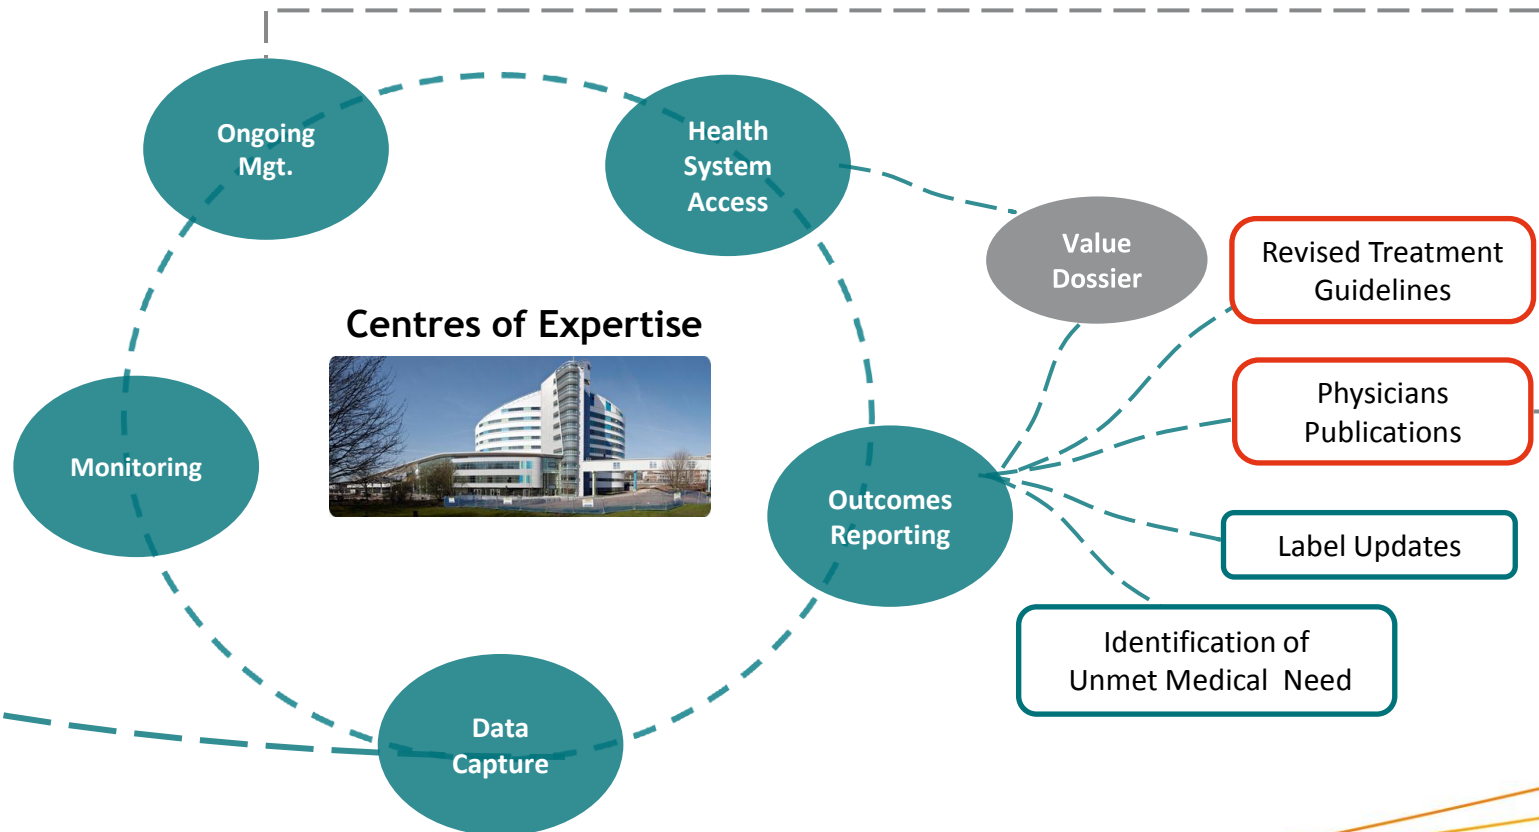 Ongoing
Mgt.
Health
System
Access
Value
Dossier
Revised Treatment
Guidelines
Centres of Expertise
Physicians
Publications
Monitoring
Outcomes
Reporting
Label Updates
Identification of
Unmet Medical  Need
Data
Capture